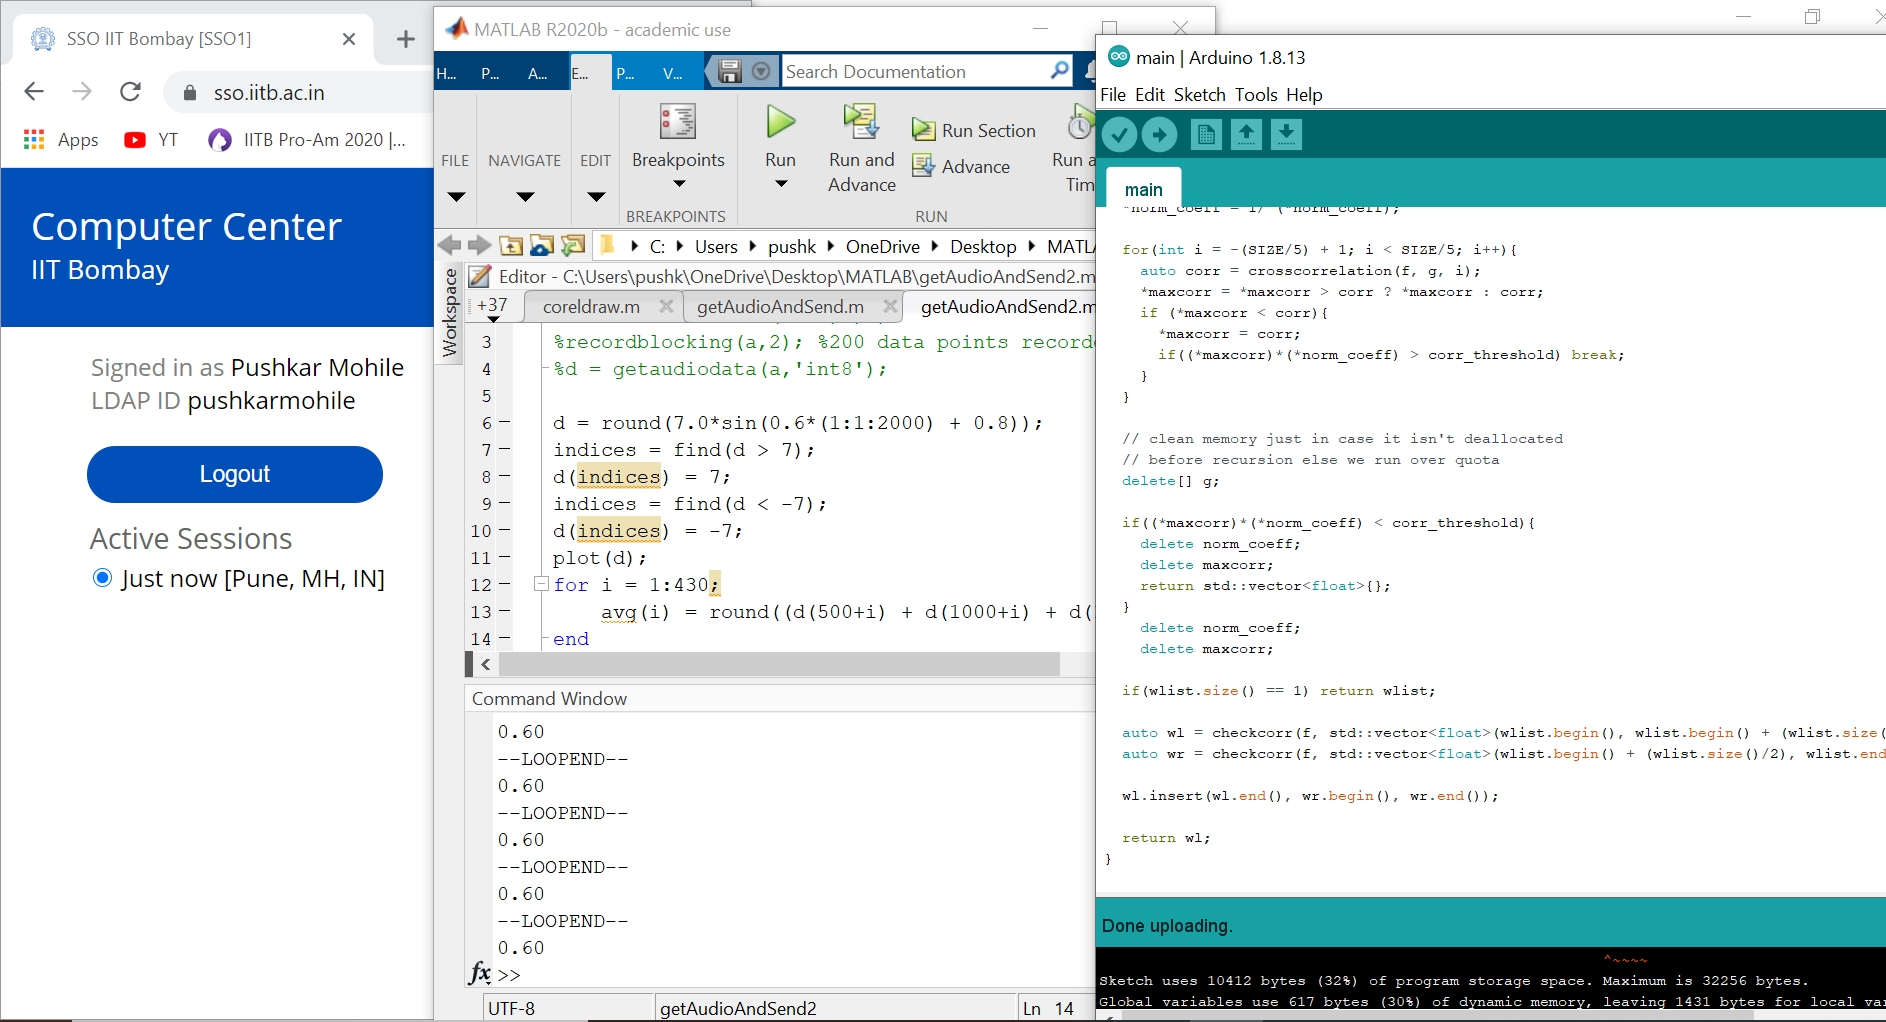 SSO IIT Bombay [SSO1]
sso.iitb.ac.in
Apps
YT
IITB Pro-Am 2020 |...
Computer Center
IIT Bombay
Signed in as Pushkar Mohile
LDAP ID pushkarmohile
Logout
Active Sessions
Just now [Pune, MH, IN]
MATLAB R2020b - academic use
H... P... A... E... P... V...
Search Documentation
FILE
NAVIGATE
EDIT
Breakpoints
BREAKPOINTS
Run
Run and
Advance
Run Section
Advance
Run a
Tim
RUN
C: Users pushk OneDrive Desktop MATL
Workspace
Editor - C:\Users\pushk\OneDrive\Desktop\MATLAB\getAudioAndSend2.m
+37 coreldraw.m getAudioAndSend.m getAudioAndSend2.m
3 %recordblocking(a,2); %200 data points record
4 %d = getaudiodata(a,'int8');
5
6 d = round(7.0*sin(0.6*(1:1:2000) + 0.8));
7 indices = find(d > 7);
8 d(indices) = 7;
9 indices = find(d < -7);
10 d(indices) = -7;
11 plot(d);
12 for i = 1:430;
13 avg(i) = round((d(500+i) + d(1000+i) + d(
14 end
Command Window
0.60
--LOOPEND--
0.60
--LOOPEND--
0.60
--LOOPEND--
0.60
--LOOPEND--
0.60
fx >>
UTF-8
getAudioAndSend2
Ln 14
main | Arduino 1.8.13
File Edit Sketch Tools Help
main
*norm_coeff = 1/ (*norm_coeff);
for(int i = -(SIZE/5) + 1; i < SIZE/5; i++){
auto corr = crosscorrelation(f, g, i);
*maxcorr = *maxcorr > corr ? *maxcorr : corr;
if (*maxcorr < corr){
*maxcorr = corr;
if((*maxcorr)*(*norm_coeff) > corr_threshold) break;
}
}
// clean memory just in case it isn't deallocated
// before recursion else we run over quota
delete[] g;
if((*maxcorr)*(*norm_coeff) < corr_threshold){
delete norm_coeff;
delete maxcorr;
return std::vector<float>{};
}
delete norm_coeff;
delete maxcorr;
if(wlist.size() == 1) return wlist;
auto wl = checkcorr(f, std::vector<float>(wlist.begin(), wlist.begin() + (wlist.size(
auto wr = checkcorr(f, std::vector<float>(wlist.begin() + (wlist.size()/2), wlist.end
wl.insert(wl.end(), wr.begin(), wr.end());
return wl;
}
Done uploading.
^~~~~
Sketch uses 10412 bytes (32%) of program storage space. Maximum is 32256 bytes.
Global variables use 617 bytes (30%) of dynamic memory, leaving 1431 bytes for local var